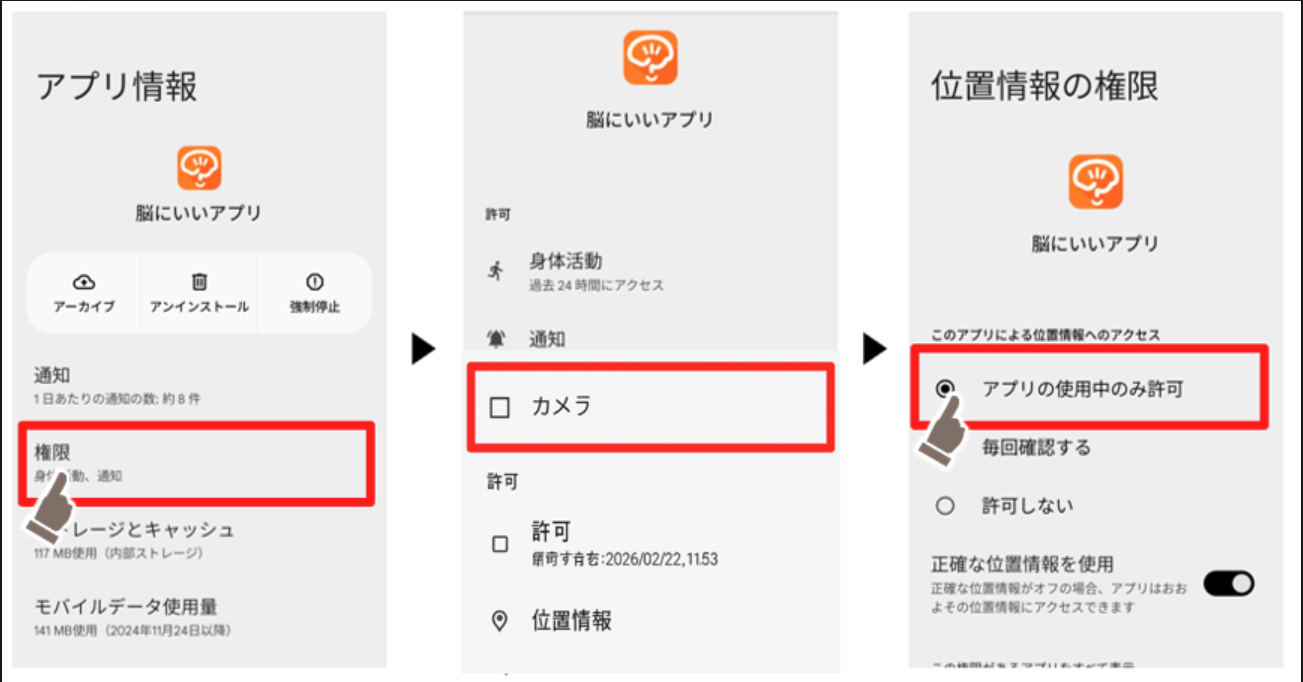 アプリ情報
脳にいいアプリ
アーカイブ
アンインストール
強制停止
通知
1日あたりの通知の数: 約 8 件
権限
動、通知
レージとキャッシュ
117 MB使用（内部ストレージ）
モバイルデータ使用量
141 MB使用（2024年11月24日以降）
脳にいいアプリ
許可
身体活動
過去 24 時間にアクセス
通知
カメラ
許可
許可
:2026/02/22,11.53
位置情報
位置情報の権限
脳にいいアプリ
このアプリによる位置情報へのアクセス
アプリの使用中のみ許可
毎回確認する
許可しない
正確な位置情報を使用
正確な位置情報がオフの場合、アプリはおお
よその位置情報にアクセスできます